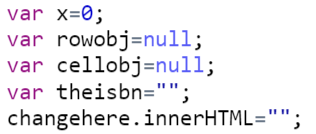 var x=0;
var rowobj=null;
var cellobj=null;
var theisbn="";
changehere.innerHTML="";